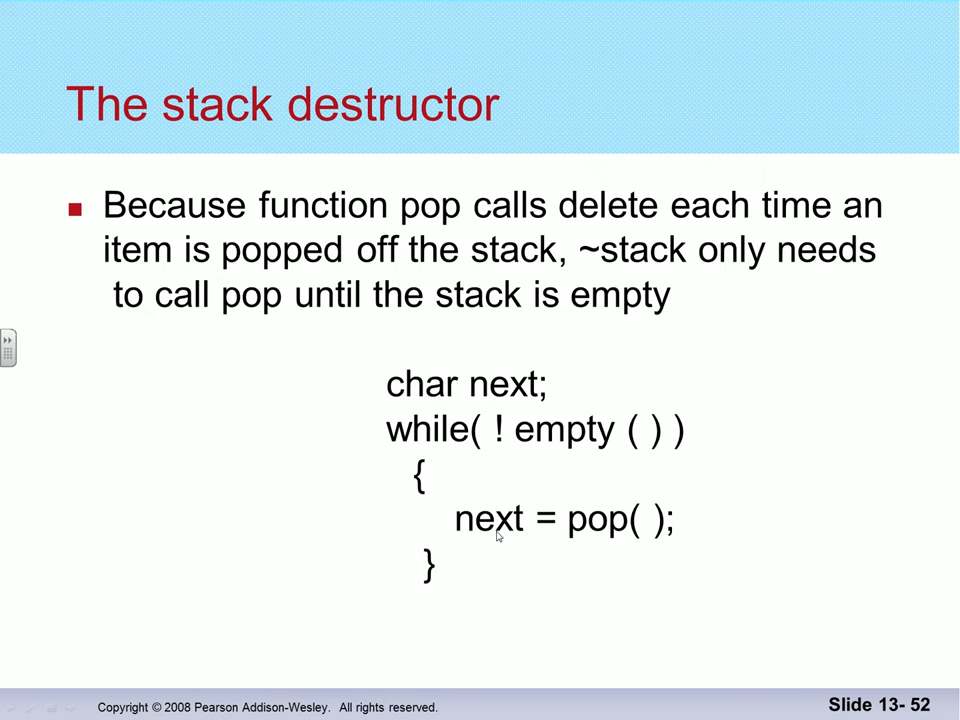 The stack destructor
Because function pop calls delete each time an
item is popped off the stack, ~stack only needs
to call pop until the stack is empty
char next;
while( ! empty ( ) )
{
next = pop( );
}
Copyright © 2008 Pearson Addison-Wesley. All rights reserved.
Slide 13- 52